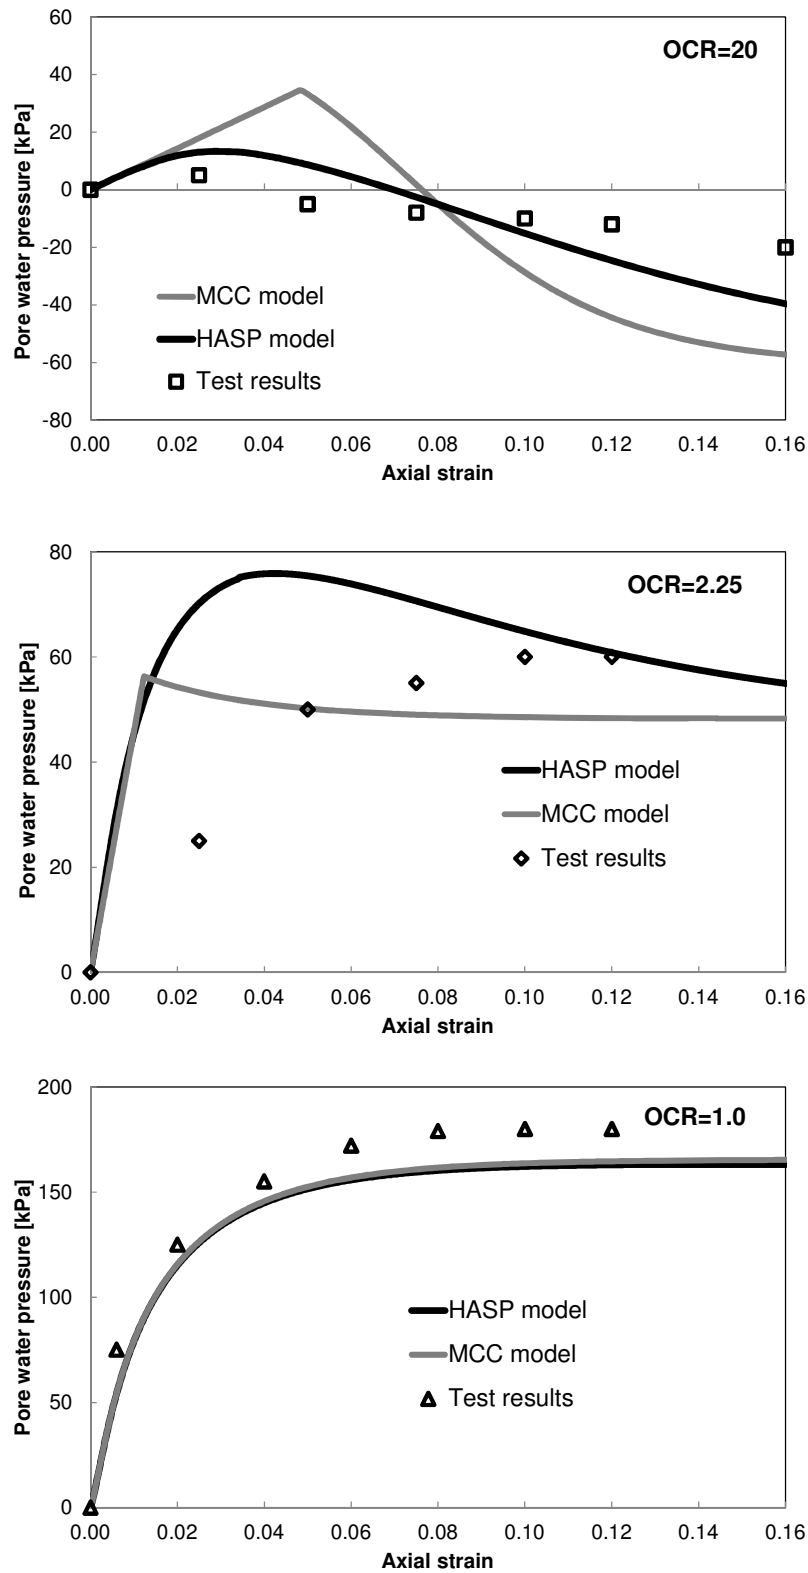 60
OCR=20
40
20
0
-20
-40
-60
-80
Pore water pressure [kPa]
MCC model
HASP model
Test results
0.00 0.02 0.04 0.06 0.08 0.10 0.12 0.14 0.16
Axial strain
80
OCR=2.25
60
40
20
0
Pore water pressure [kPa]
HASP model
MCC model
Test results
0.00 0.02 0.04 0.06 0.08 0.10 0.12 0.14 0.16
Axial strain
200
OCR=1.0
150
100
50
0
Pore water pressure [kPa]
HASP model
MCC model
Test results
0.00 0.02 0.04 0.06 0.08 0.10 0.12 0.14 0.16
Axial strain